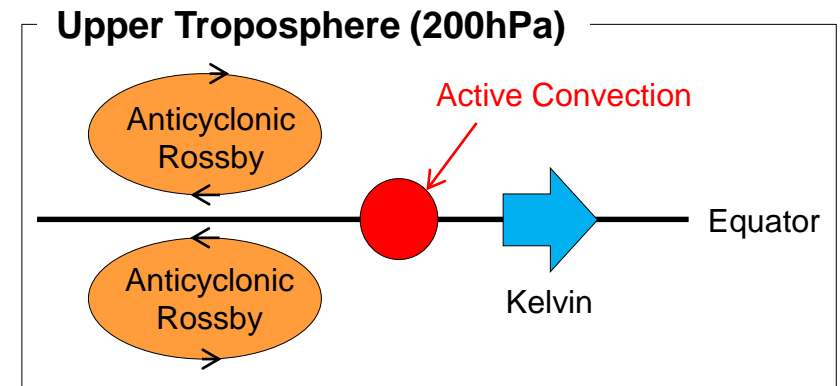 Upper Troposphere (200hPa)
Active Convection
Anticyclonic
Rossby
Equator
Anticyclonic
Rossby
Kelvin